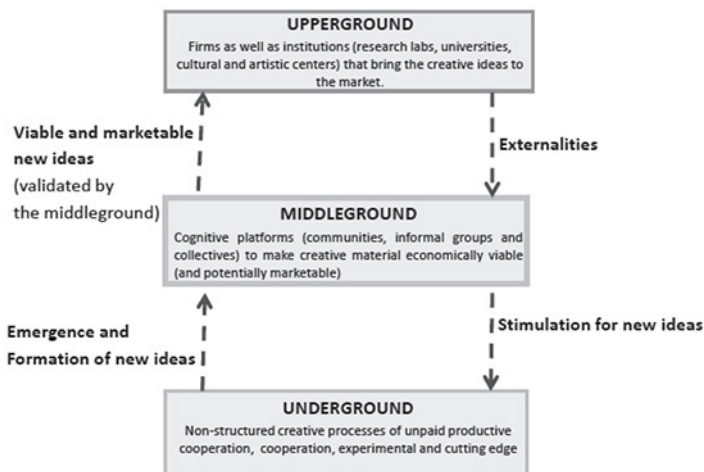 UPPERGROUND
Firms as well as institutions (research labs, universities,
cultural and artistic centers) that bring the creative ideas to
the market.
Viable and marketable
new ideas
(validated by
the middleground)
Externalities
MIDDLEGROUND
Cognitive platforms (communities, informal groups and
collectives) to make creative material economically viable
(and potentially marketable)
Emergence and
Formation of new ideas
Stimulation for new ideas
UNDERGROUND
Non-structured creative processes of unpaid productive
cooperation, cooperation, experimental and cutting edge